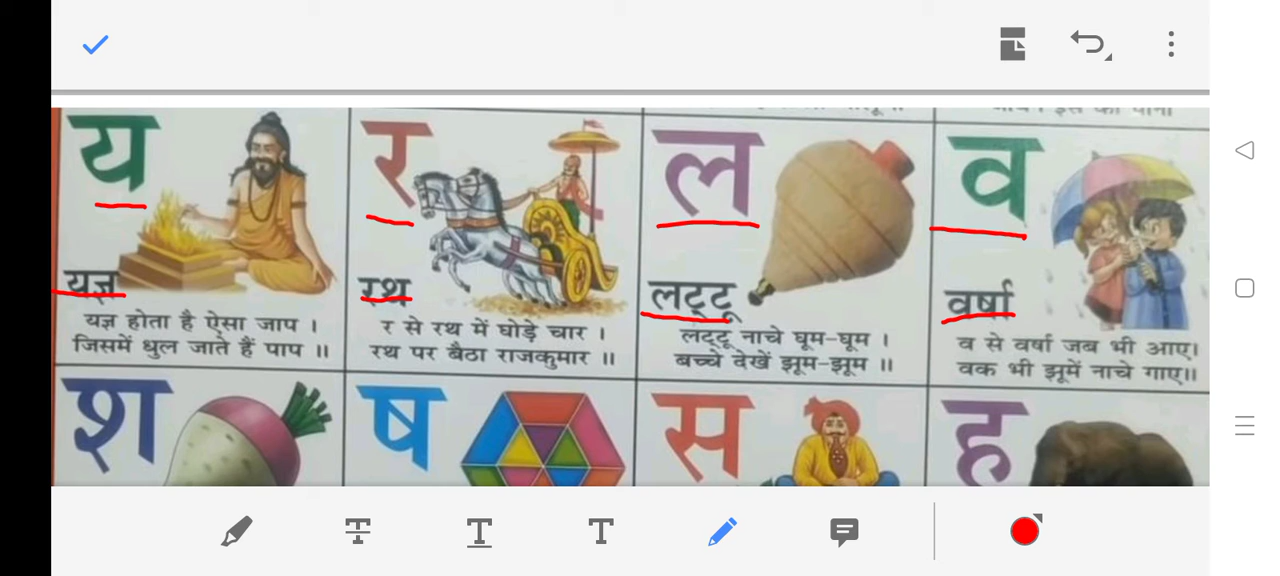 य
यज्ञ
यज्ञ होता है ऐसा जाप ।
जिसमें धुल जाते हैं पाप ॥
र
रथ
र से रथ में घोड़े चार ।
रथ पर बैठा राजकुमार ॥
ल
लट्टू
लट्टू नाचे घूम-घूम ।
बच्चे देखें झूम-झूम ॥
व
वर्षा
व से वर्षा जब भी आए।
वक भी झूमें नाचे गाए॥
श
ष
स
ह
T
T
T